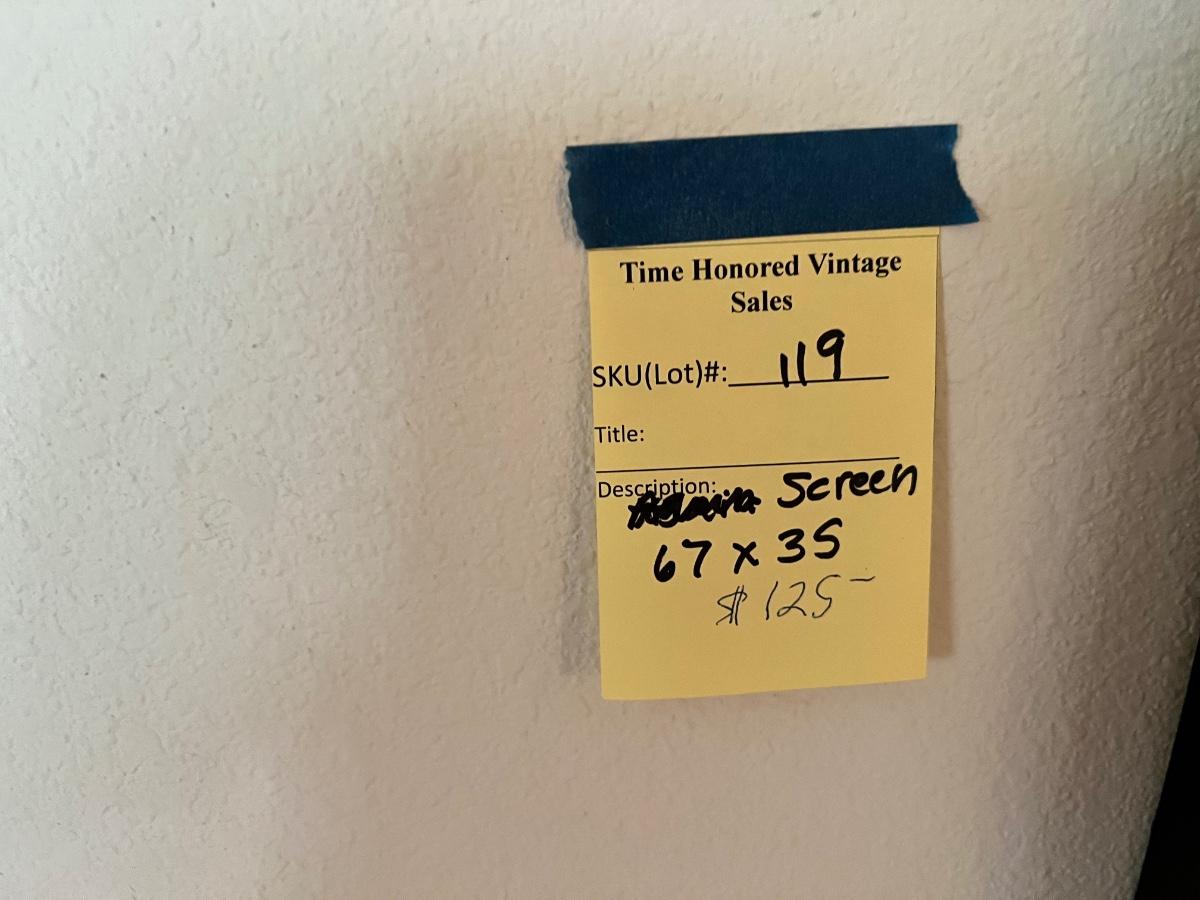 Time Honored Vintage
Sales
SKU(Lot)#: 119
Title:
Description: Screen
67 x 35
$125-